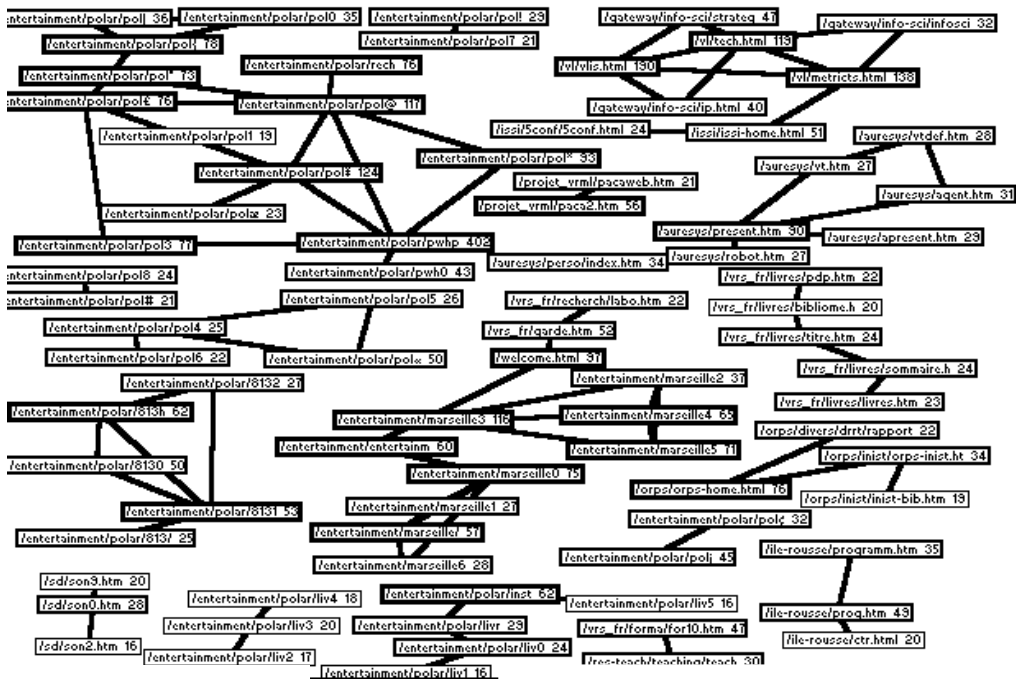 /entertainment/polar/pol| 36
/entertainment/polar/pol0 35
/entertainment/polar/pol! 29
/gateway/info-sci/strateg 47
/gateway/info-sci/infosci 32
/entertainment/polar/pol} 78
/entertainment/polar/pol7 21
/vl/tech.html 119
/entertainment/polar/pol" 73
/entertainment/polar/rech 76
/vl/vlis.html 190
/vl/metricts.html 138
/entertainment/polar/pol€ 76
/entertainment/polar/pol@ 117
/gateway/info-sci/ip.html 40
/entertainment/polar/pol1 19
/issi/5conf/5conf.html 24
/issi/issi-home.html 51
/auresys/vtdef.htm 28
/entertainment/polar/pol* 93
/auresys/vt.htm 27
/entertainment/polar/pol‡ 124
/projet_vrml/pacaweb.htm 21
/auresys/agent.htm 31
/projet_vrml/paca2.htm 56
/entertainment/polar/polæ 23
/auresys/present.htm 90
/auresys/apresent.htm 29
/entertainment/polar/pol3 77
/entertainment/polar/pwhp 402
/auresys/robot.htm 27
/auresys/perso/index.htm 34
/entertainment/polar/pol8 24
/entertainment/polar/pwh0 43
/vrs_fr/livres/pdp.htm 22
/entertainment/polar/pol# 21
/entertainment/polar/pol5 26
/vrs_fr/recherch/labo.htm 22
/vrs_fr/livres/bibliome.h 20
/entertainment/polar/pol4 25
/vrs_fr/garde.htm 52
/vrs_fr/livres/titre.htm 24
/entertainment/polar/pol6 22
/entertainment/polar/pol« 50
/welcome.html 97
/vrs_fr/livres/sommaire.h 24
/entertainment/polar/8132 27
/entertainment/marseille2 37
/vrs_fr/livres/livres.htm 23
/entertainment/polar/813h 62
/entertainment/marseille3 116
/entertainment/marseille4 65
/orps/divers/drrt/rapport 22
/entertainment/entertainm 60
/entertainment/marseille5 71
/orps/inist/orps-inist.ht 34
/entertainment/polar/8130 50
/entertainment/marseille0 75
/orps/orps-home.html 76
/orps/inist/inist-bib.htm 19
/entertainment/polar/8131 53
/entertainment/marseille1 27
/entertainment/polar/pol¢ 32
/entertainment/polar/813/ 25
/entertainment/marseille/ 57
/ile-rousse/programm.htm 35
/entertainment/marseille6 28
/entertainment/polar/polj 45
/sd/son9.htm 20
/sd/son0.htm 28
/entertainment/polar/liv4 18
/entertainment/polar/inst 62
/entertainment/polar/liv5 16
/ile-rousse/prog.htm 49
/entertainment/polar/liv3 20
/entertainment/polar/livr 29
/vrs_fr/forma/for10.htm 47
/ile-rousse/ctr.html 20
/sd/son2.htm 16
/entertainment/polar/liv2 17
/entertainment/polar/liv0 24
/res-teach/teaching/teach 30
/entertainment/polar/liv1 16